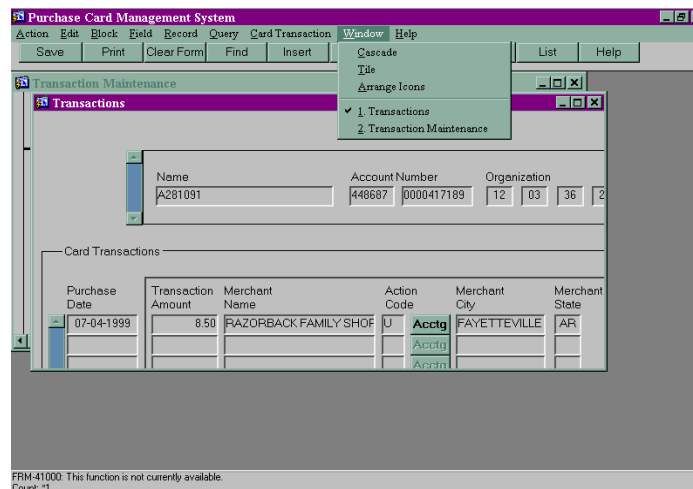 Purchase Card Management System
Action Edit Block Field Record Query Card Transaction Window Help
Save Print Clear Form Find Insert List Help
Cascade
Tile
Arrange Icons
1. Transactions
2. Transaction Maintenance
Transaction Maintenance
Transactions
Name Account Number Organization
A281091 448687 0000417189 12 03 36 2
Card Transactions
Purchase Transaction Merchant Action Merchant Merchant
Date Amount Name Code City State
07-04-1999 8.50 RAZORBACK FAMILY SHOP U Acctg FAYETTEVILLE AR
Acctg
Acctg
FRM-41000: This function is not currently available.
Count: *1